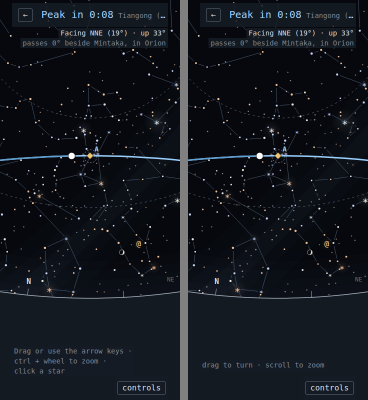 ← Peak in 0:08 Tiangong (…
Facing NNE (19°) · up 33°
passes 0° beside Mintaka, in Orion
A
@
N
NE
Drag or use the arrow keys ·
ctrl + wheel to zoom ·
click a star
controls
← Peak in 0:08 Tiangong (…
Facing NNE (19°) · up 33°
passes 0° beside Mintaka, in Orion
A
@
N
NE
drag to turn · scroll to zoom
controls